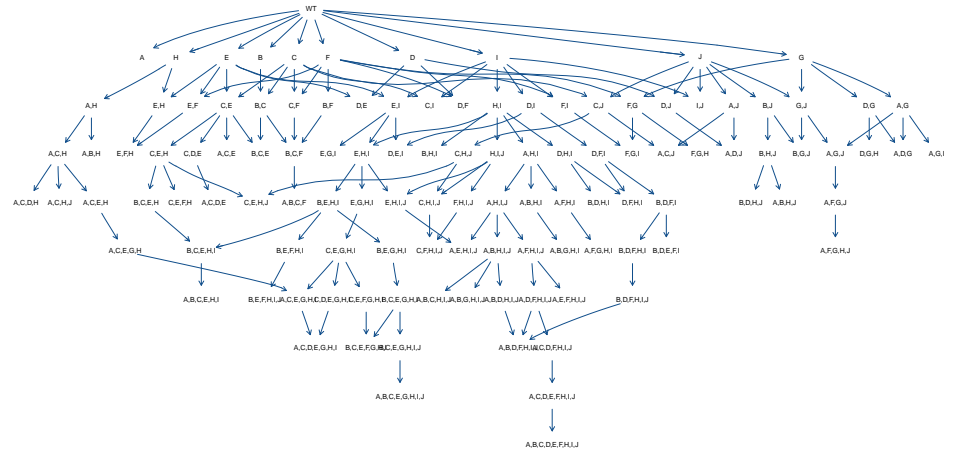 WT
A H E B C F D I J G
A,H E,H E,F C,E B,C C,F B,F D,E E,I C,I D,F H,I D,I F,I C,J F,G D,J I,J A,J B,J G,J D,G A,G
A,C,H A,B,H E,F,H C,E,H C,D,E A,C,E B,C,E B,C,F E,G,I E,H,I D,E,I B,H,I C,H,J H,I,J A,H,I D,H,I D,F,I F,G,I A,C,J F,G,H A,D,J B,H,J B,G,J A,G,J D,G,H A,D,G A,G,I
A,C,D,H A,C,H,J A,C,E,H B,C,E,H C,E,F,H A,C,D,E C,E,H,J A,B,C,F B,E,H,I E,G,H,I E,H,I,J C,H,I,J F,H,I,J A,H,I,J A,B,H,I A,F,H,I B,D,H,I D,F,H,I B,D,F,I B,D,H,J A,B,H,J A,F,G,J
A,C,E,G,H B,C,E,H,I B,E,F,H,I C,E,G,H,I B,E,G,H,I C,F,H,I,J A,E,H,I,J A,B,H,I,J A,F,H,I,J A,B,G,H,I A,F,G,H,I B,D,F,H,I B,D,E,F,I A,F,G,H,J
A,B,C,E,H,I B,E,F,H,I,J A,C,E,G,H,I C,D,E,G,H,I C,E,F,G,H,I B,C,E,G,H,I A,B,C,H,I,J A,B,G,H,I,J A,B,D,H,I,J A,D,F,H,I,J A,E,F,H,I,J B,D,F,H,I,J
A,C,D,E,G,H,I B,C,E,F,G,H,I B,C,E,G,H,I,J A,B,D,F,H,I,J A,C,D,F,H,I,J
A,B,C,E,G,H,I,J A,C,D,E,F,H,I,J
A,B,C,D,E,F,H,I,J